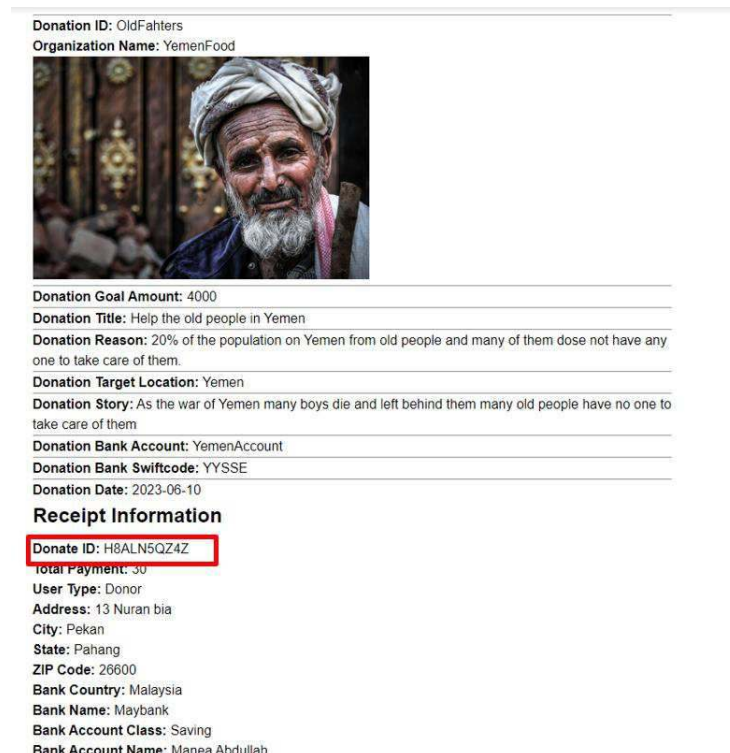 Donation ID: OldFahters
Organization Name: YemenFood
Donation Goal Amount: 4000
Donation Title: Help the old people in Yemen
Donation Reason: 20% of the population on Yemen from old people and many of them dose not have any
one to take care of them.
Donation Target Location: Yemen
Donation Story: As the war of Yemen many boys die and left behind them many old people have no one to
take care of them
Donation Bank Account: YemenAccount
Donation Bank Swiftcode: YYSSE
Donation Date: 2023-06-10
Receipt Information
Donate ID: H8ALN5QZ4Z
Total Payment: 30
User Type: Donor
Address: 13 Nuran bia
City: Pekan
State: Pahang
ZIP Code: 26600
Bank Country: Malaysia
Bank Name: Maybank
Bank Account Class: Saving
Bank Account Name: Manea Abdullah